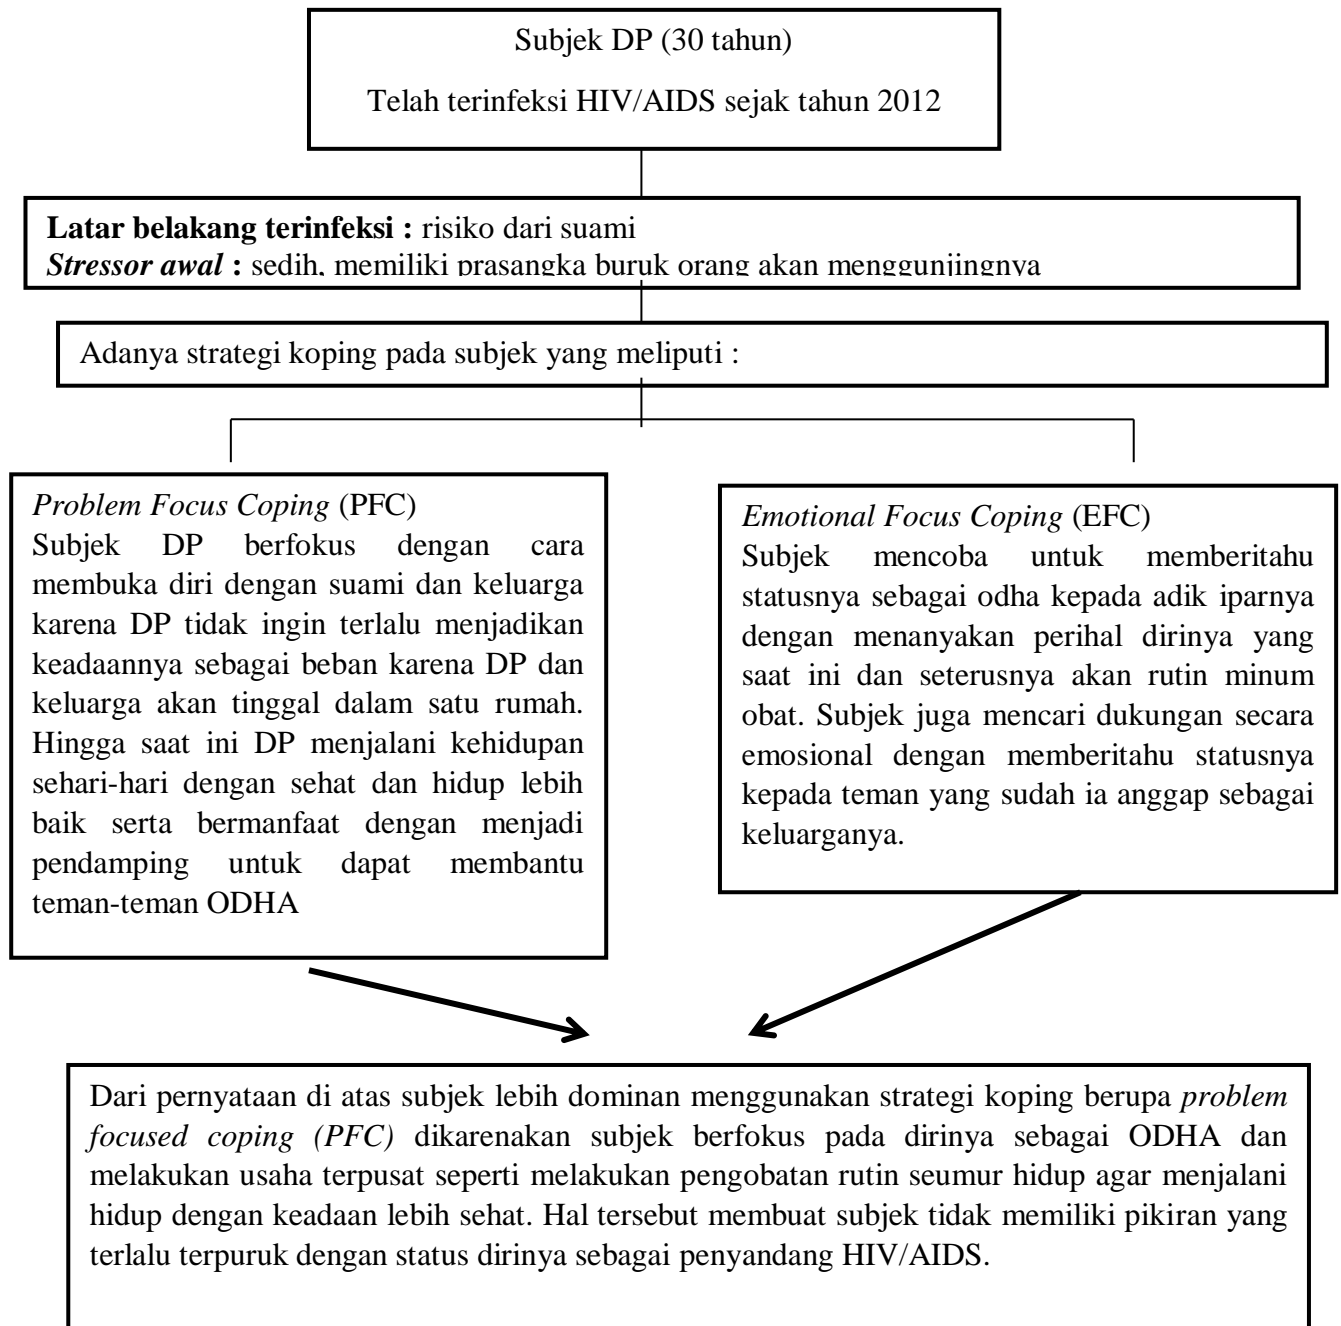 Subjek DP (30 tahun)
Telah terinfeksi HIV/AIDS sejak tahun 2012
Latar belakang terinfeksi : risiko dari suami
Stressor awal : sedih, memiliki prasangka buruk orang akan menggunjingnya
Adanya strategi koping pada subjek yang meliputi :
Problem Focus Coping (PFC)
Subjek DP berfokus dengan cara
membuka diri dengan suami dan keluarga
karena DP tidak ingin terlalu menjadikan
keadaannya sebagai beban karena DP dan
keluarga akan tinggal dalam satu rumah.
Hingga saat ini DP menjalani kehidupan
sehari-hari dengan sehat dan hidup lebih
baik serta bermanfaat dengan menjadi
pendamping untuk dapat membantu
teman-teman ODHA
Emotional Focus Coping (EFC)
Subjek mencoba untuk memberitahu
statusnya sebagai odha kepada adik iparnya
dengan menanyakan perihal dirinya yang
saat ini dan seterusnya akan rutin minum
obat. Subjek juga mencari dukungan secara
emosional dengan memberitahu statusnya
kepada teman yang sudah ia anggap sebagai
keluarganya.
Dari pernyataan di atas subjek lebih dominan menggunakan strategi koping berupa problem
focused coping (PFC) dikarenakan subjek berfokus pada dirinya sebagai ODHA dan
melakukan usaha terpusat seperti melakukan pengobatan rutin seumur hidup agar menjalani
hidup dengan keadaan lebih sehat. Hal tersebut membuat subjek tidak memiliki pikiran yang
terlalu terpuruk dengan status dirinya sebagai penyandang HIV/AIDS.